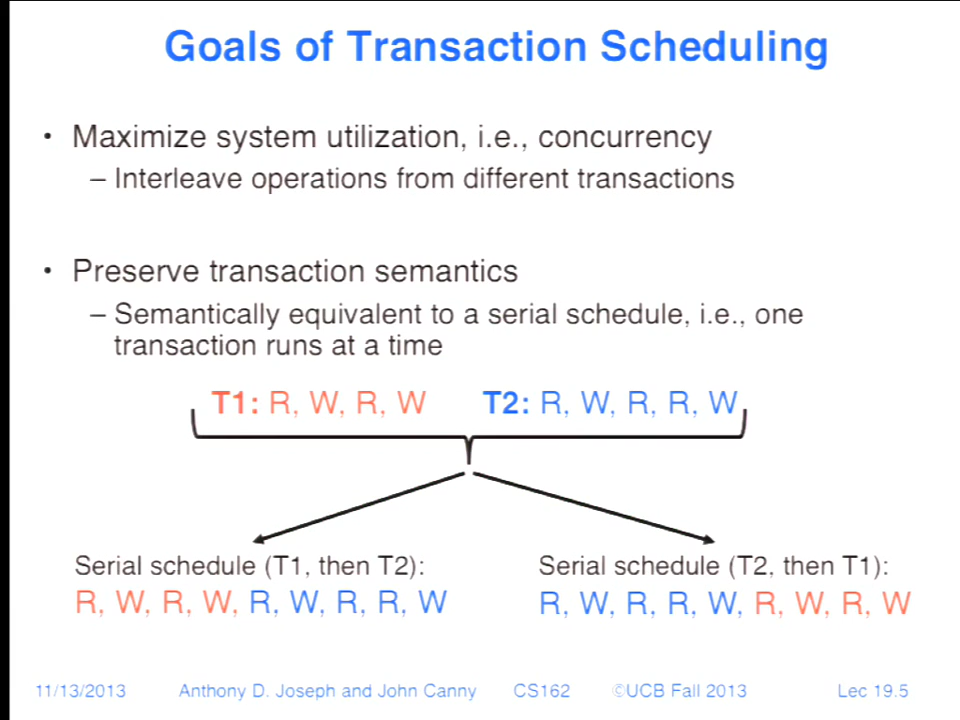 Goals of Transaction Scheduling
• Maximize system utilization, i.e., concurrency
– Interleave operations from different transactions
• Preserve transaction semantics
– Semantically equivalent to a serial schedule, i.e., one
transaction runs at a time
T1: R, W, R, W T2: R, W, R, R, W
Serial schedule (T1, then T2):
R, W, R, W, R, W, R, R, W
Serial schedule (T2, then T1):
R, W, R, R, W, R, W, R, W
11/13/2013 Anthony D. Joseph and John Canny CS162 ©UCB Fall 2013 Lec 19.5